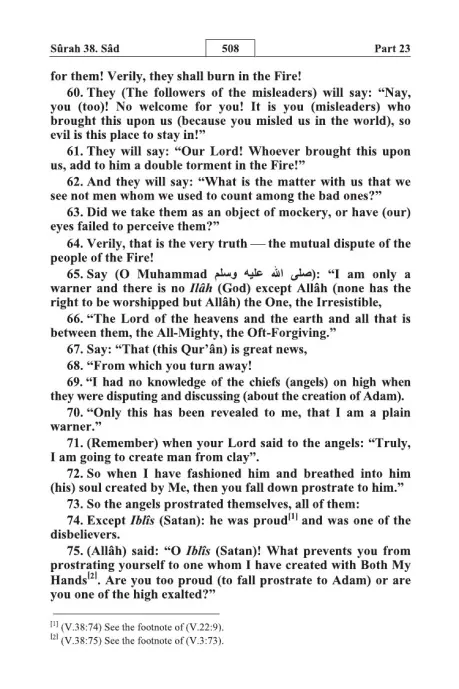 Sûrah 38. Sâd 508 Part 23
for them! Verily, they shall burn in the Fire!
60. They (The followers of the misleaders) will say: “Nay,
you (too)! No welcome for you! It is you (misleaders) who
brought this upon us (because you misled us in the world), so
evil is this place to stay in!”
61. They will say: “Our Lord! Whoever brought this upon
us, add to him a double torment in the Fire!”
62. And they will say: “What is the matter with us that we
see not men whom we used to count among the bad ones?”
63. Did we take them as an object of mockery, or have (our)
eyes failed to perceive them?”
64. Verily, that is the very truth — the mutual dispute of the
people of the Fire!
65. Say (O Muhammad صلى الله عليه وسلم): “I am only a
warner and there is no Ilâh (God) except Allâh (none has the
right to be worshipped but Allâh) the One, the Irresistible,
66. “The Lord of the heavens and the earth and all that is
between them, the All-Mighty, the Oft-Forgiving.”
67. Say: “That (this Qur’ân) is great news,
68. “From which you turn away!
69. “I had no knowledge of the chiefs (angels) on high when
they were disputing and discussing (about the creation of Adam).
70. “Only this has been revealed to me, that I am a plain
warner.”
71. (Remember) when your Lord said to the angels: “Truly,
I am going to create man from clay”.
72. So when I have fashioned him and breathed into him
(his) soul created by Me, then you fall down prostrate to him.”
73. So the angels prostrated themselves, all of them:
74. Except Iblîs (Satan): he was proud[1] and was one of the
disbelievers.
75. (Allâh) said: “O Iblîs (Satan)! What prevents you from
prostrating yourself to one whom I have created with Both My
Hands[2]. Are you too proud (to fall prostrate to Adam) or are
you one of the high exalted?”
[1] (V.38:74) See the footnote of (V.22:9).
[2] (V.38:75) See the footnote of (V.3:73).